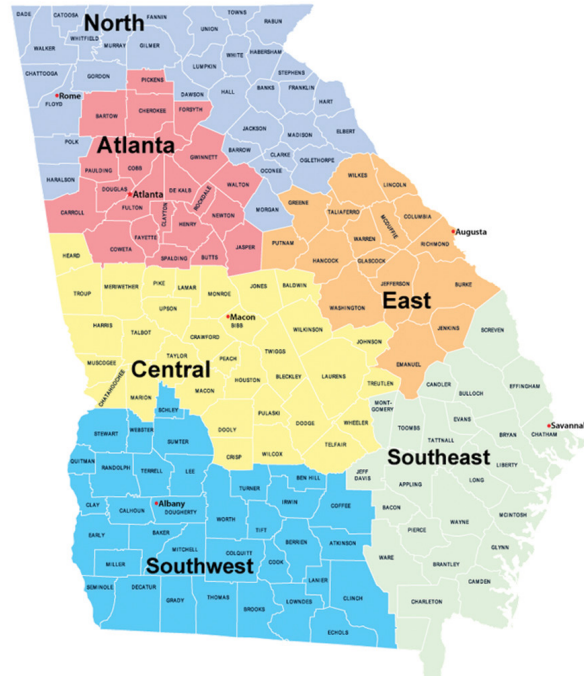 North
DADE
CATOOSA
FANNIN
TOWNS
RABUN
UNION
WHITFIELD
MURRAY
GILMER
WALKER
WHITE
HABERSHAM
LUMPKIN
STEPHENS
CHATTOOGA
GORDON
PICKENS
DAWSON
HALL
BANKS
FRANKLIN
HART
Rome
FLOYD
BARTOW
CHEROKEE
FORSYTH
JACKSON
MADISON
ELBERT
POLK
Atlanta
GWINNETT
BARROW
CLARKE
OGLETHORPE
HARALSON
PAULDING
COBB
OCONEE
WILKES
LINCOLN
DOUGLAS
Atlanta
DE KALB
ROCKDALE
WALTON
CARROLL
FULTON
CLAYTON
NEWTON
MORGAN
GREENE
TALIAFERRO
COLUMBIA
MCDUFFIE
FAYETTE
HENRY
Augusta
COWETA
SPALDING
BUTTS
JASPER
PUTNAM
WARREN
RICHMOND
HEARD
HANCOCK
GLASCOCK
TROUP
MERIWETHER
PIKE
LAMAR
MONROE
JONES
BALDWIN
JEFFERSON
BURKE
UPSON
WASHINGTON
East
HARRIS
TALBOT
Macon
BIBB
CRAWFORD
WILKINSON
JOHNSON
JENKINS
SCREVEN
MUSCOGEE
CHATAHOOCHEE
Central
TAYLOR
PEACH
TWIGGS
EMANUEL
MARION
MACON
HOUSTON
BLECKLEY
LAURENS
TREUTLEN
CANDLER
BULLOCH
EFFINGHAM
SCHLEY
PULASKI
MONT-
GOMERY
STEWART
WEBSTER
SUMTER
DOOLY
DODGE
WHEELER
TOOMBS
EVANS
TATTNALL
BRYAN
CHATHAM
Savannah
CRISP
WILCOX
TELFAIR
Southeast
QUITMAN
RANDOLPH
TERRELL
LEE
BEN HILL
JEFF
DAVIS
APPLING
LONG
LIBERTY
TURNER
IRWIN
COFFEE
CLAY
CALHOUN
Albany
DOUGHERTY
WORTH
TIFT
BACON
WAYNE
MCINTOSH
EARLY
BAKER
MITCHELL
COLQUITT
BERRIEN
ATKINSON
PIERCE
GLYNN
MILLER
Southwest
COOK
WARE
BRANTLEY
LANIER
CAMDEN
SEMINOLE
DECATUR
GRADY
THOMAS
BROOKS
LOWNDES
CLINCH
CHARLTON
ECHOLS